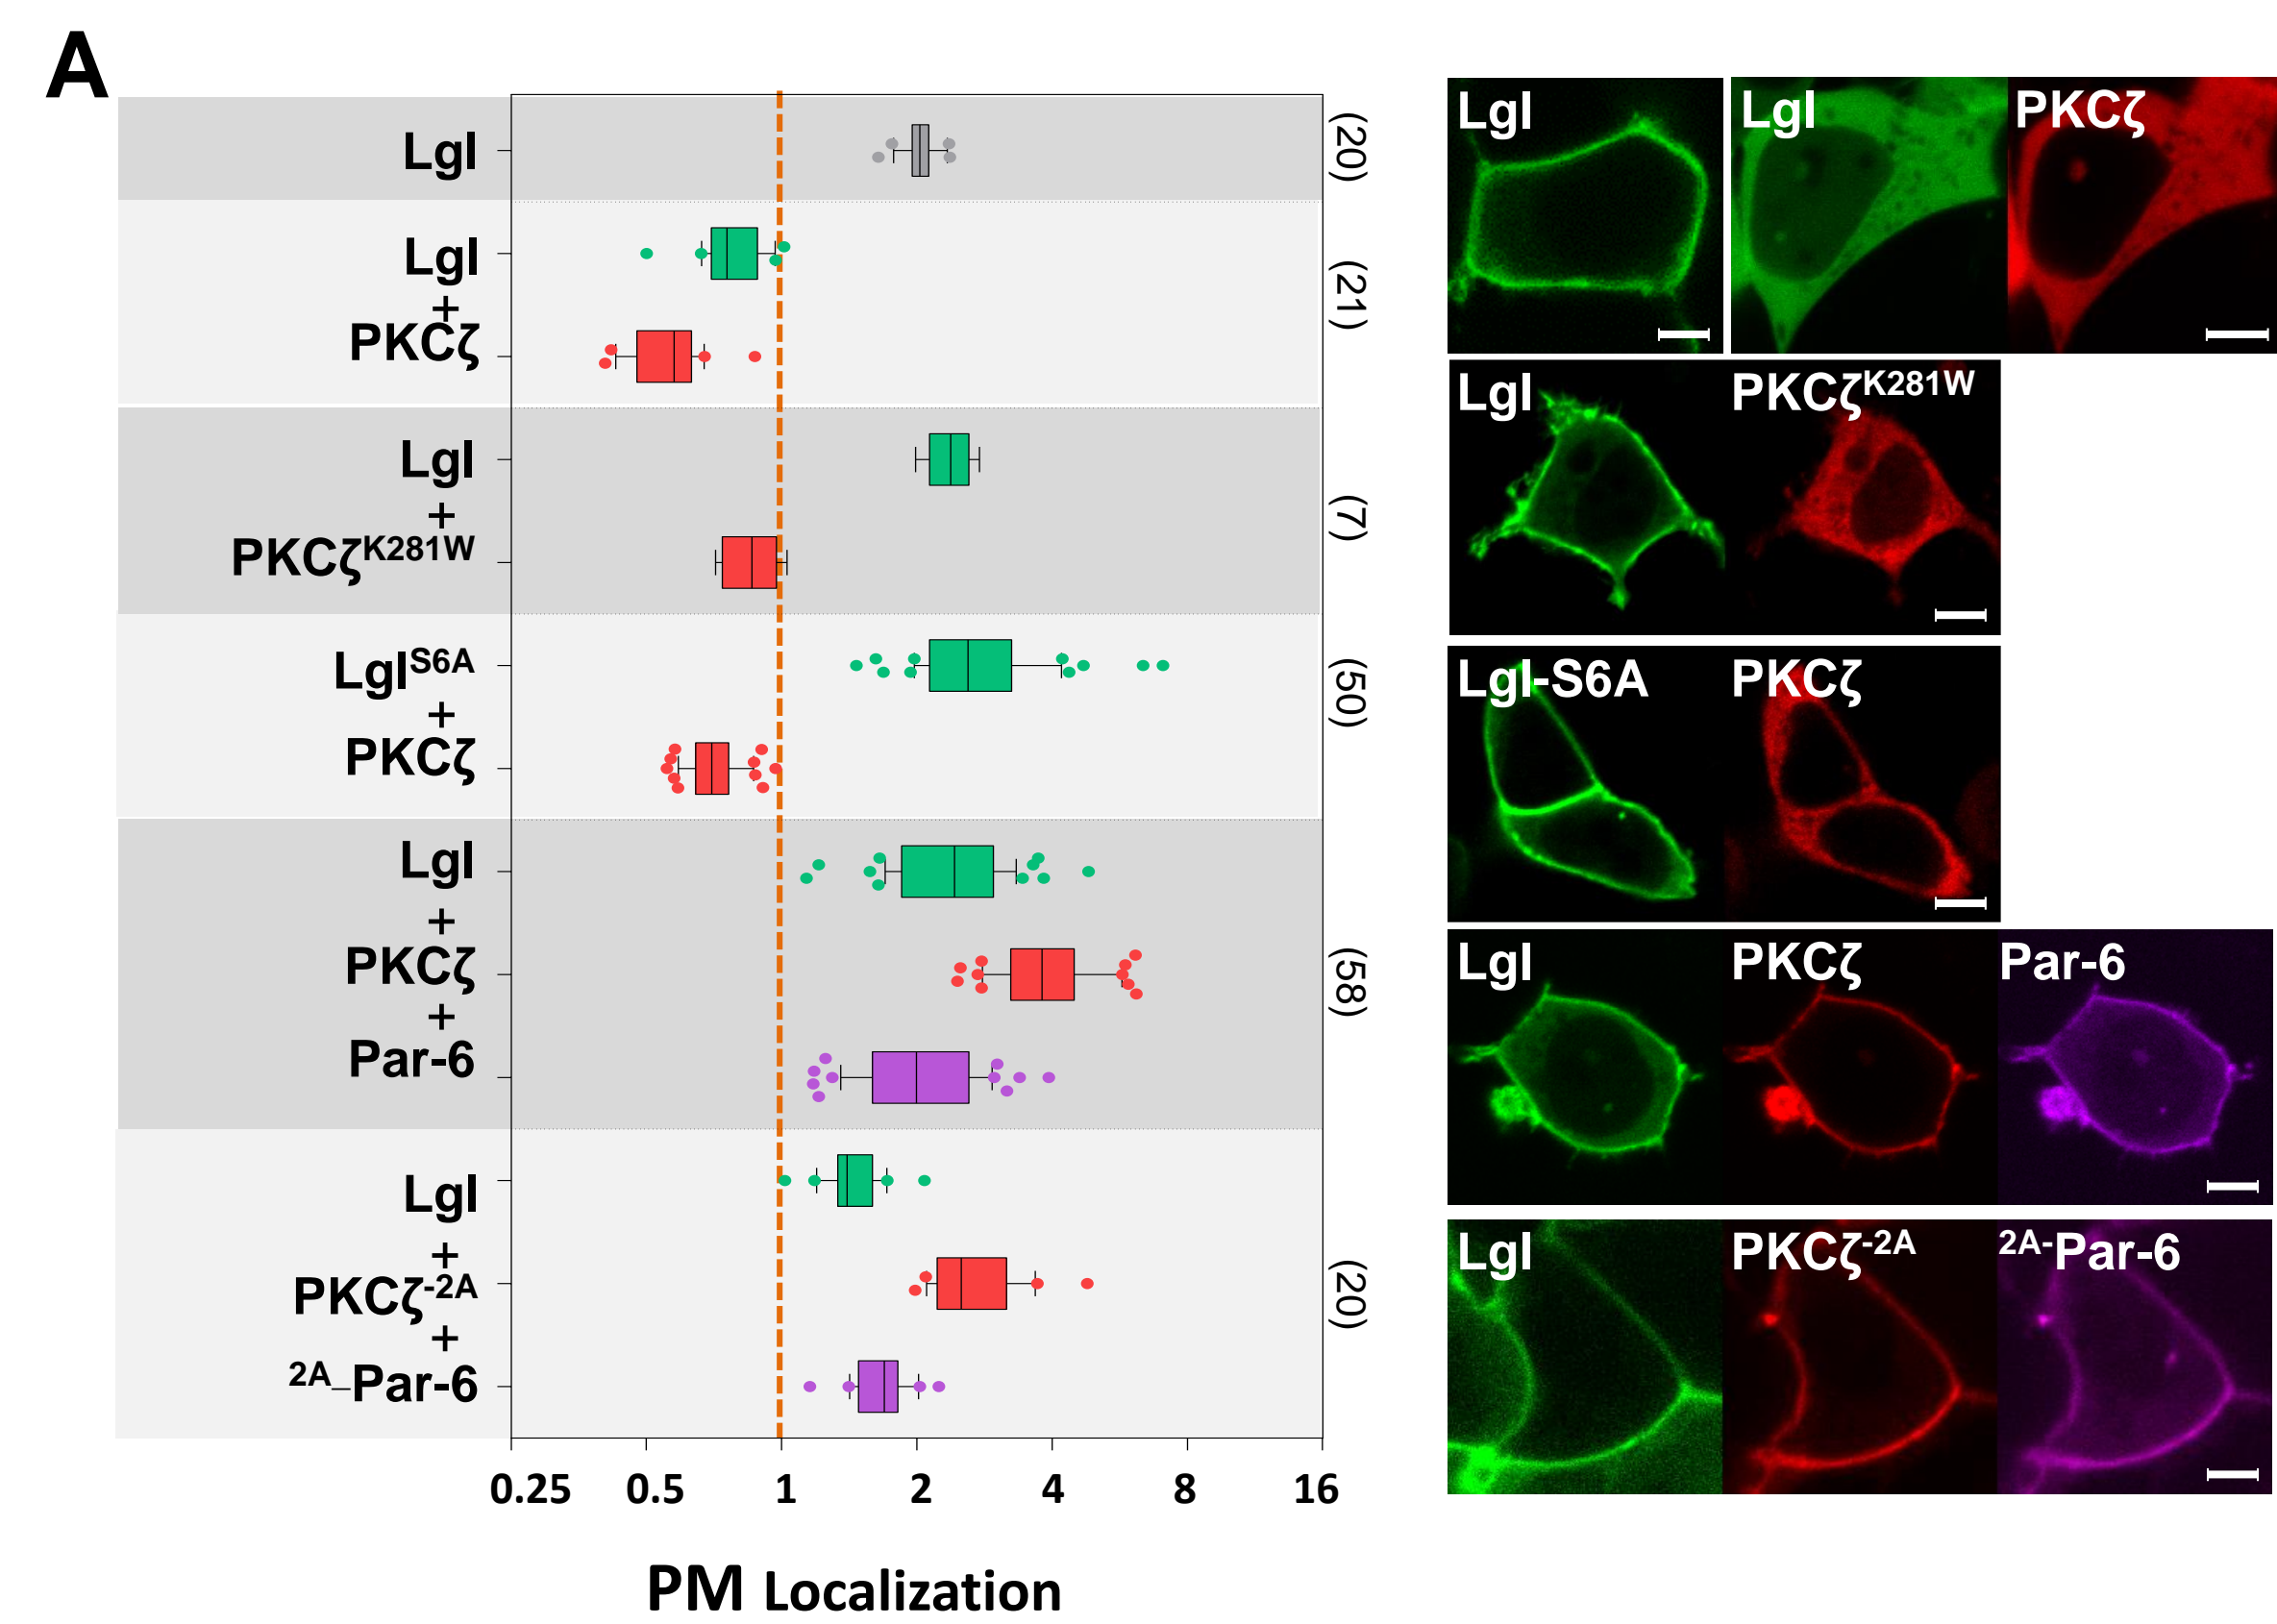 A
Lgl
(20)
Lgl
+
PKCζ
(21)
Lgl
+
PKCζK281W
(7)
LglS6A
+
PKCζ
(50)
Lgl
+
PKCζ
+
Par-6
(58)
Lgl
+
PKCζ-2A
+
2A–Par-6
(20)
0.25 0.5 1 2 4 8 16
PM Localization
Lgl Lgl PKCζ
Lgl PKCζK281W
Lgl-S6A PKCζ
Lgl PKCζ Par-6
Lgl PKCζ-2A 2A-Par-6